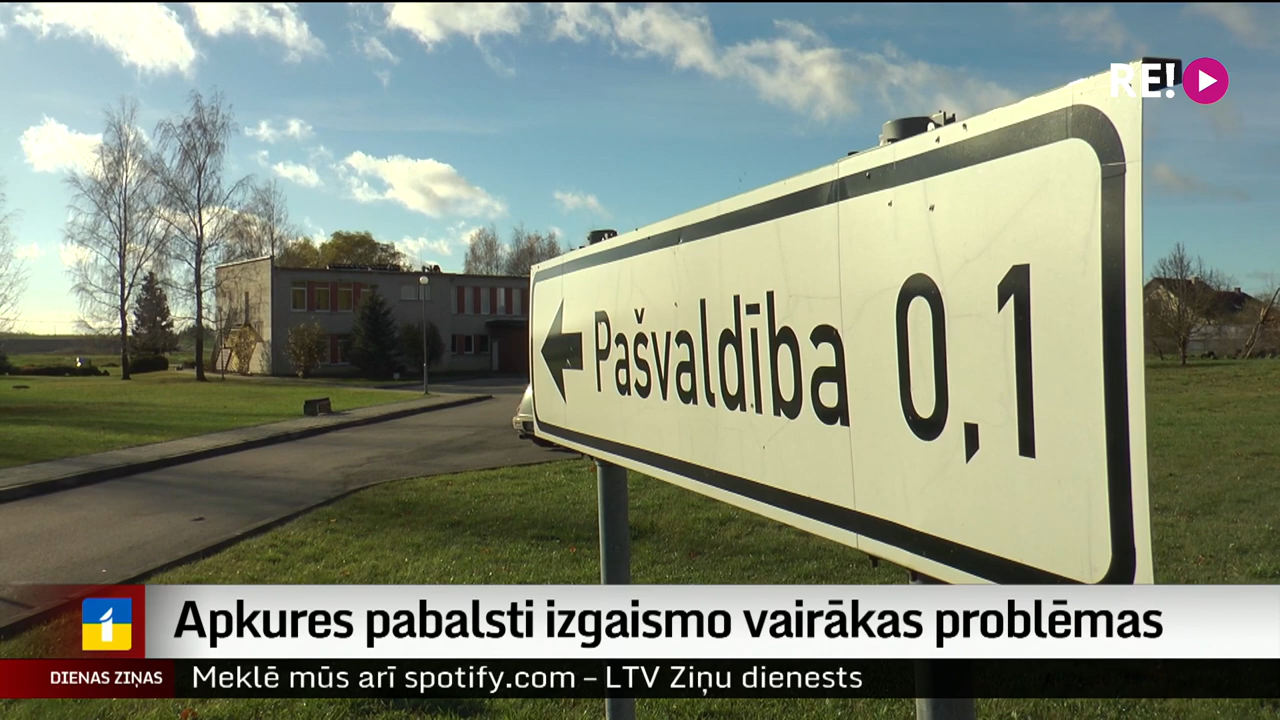 RE!
Pašvaldība 0,1
1
Apkures pabalsti izgaismo vairākas problēmas
DIENAS ZIŅAS
Meklē mūs arī spotify.com – LTV Ziņu dienests